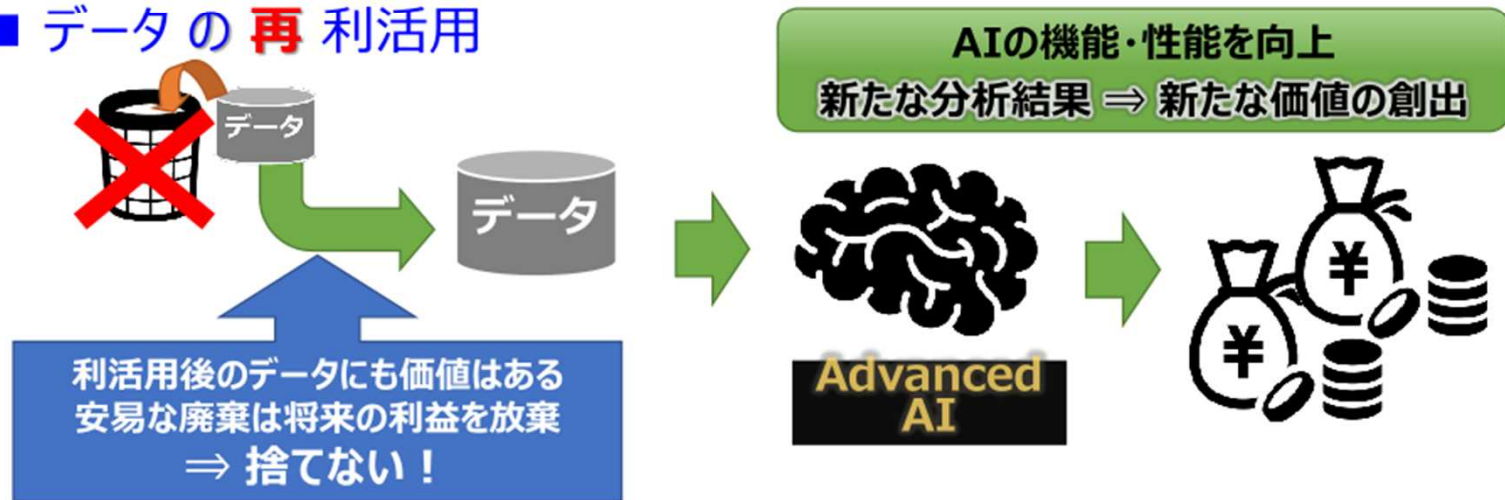 ■ データ の 再 利活用
データ
データ
利活用後のデータにも価値はある
安易な廃棄は将来の利益を放棄
⇒ 捨てない！
AIの機能・性能を向上
新たな分析結果 ⇒ 新たな価値の創出
Advanced
AI
¥
¥